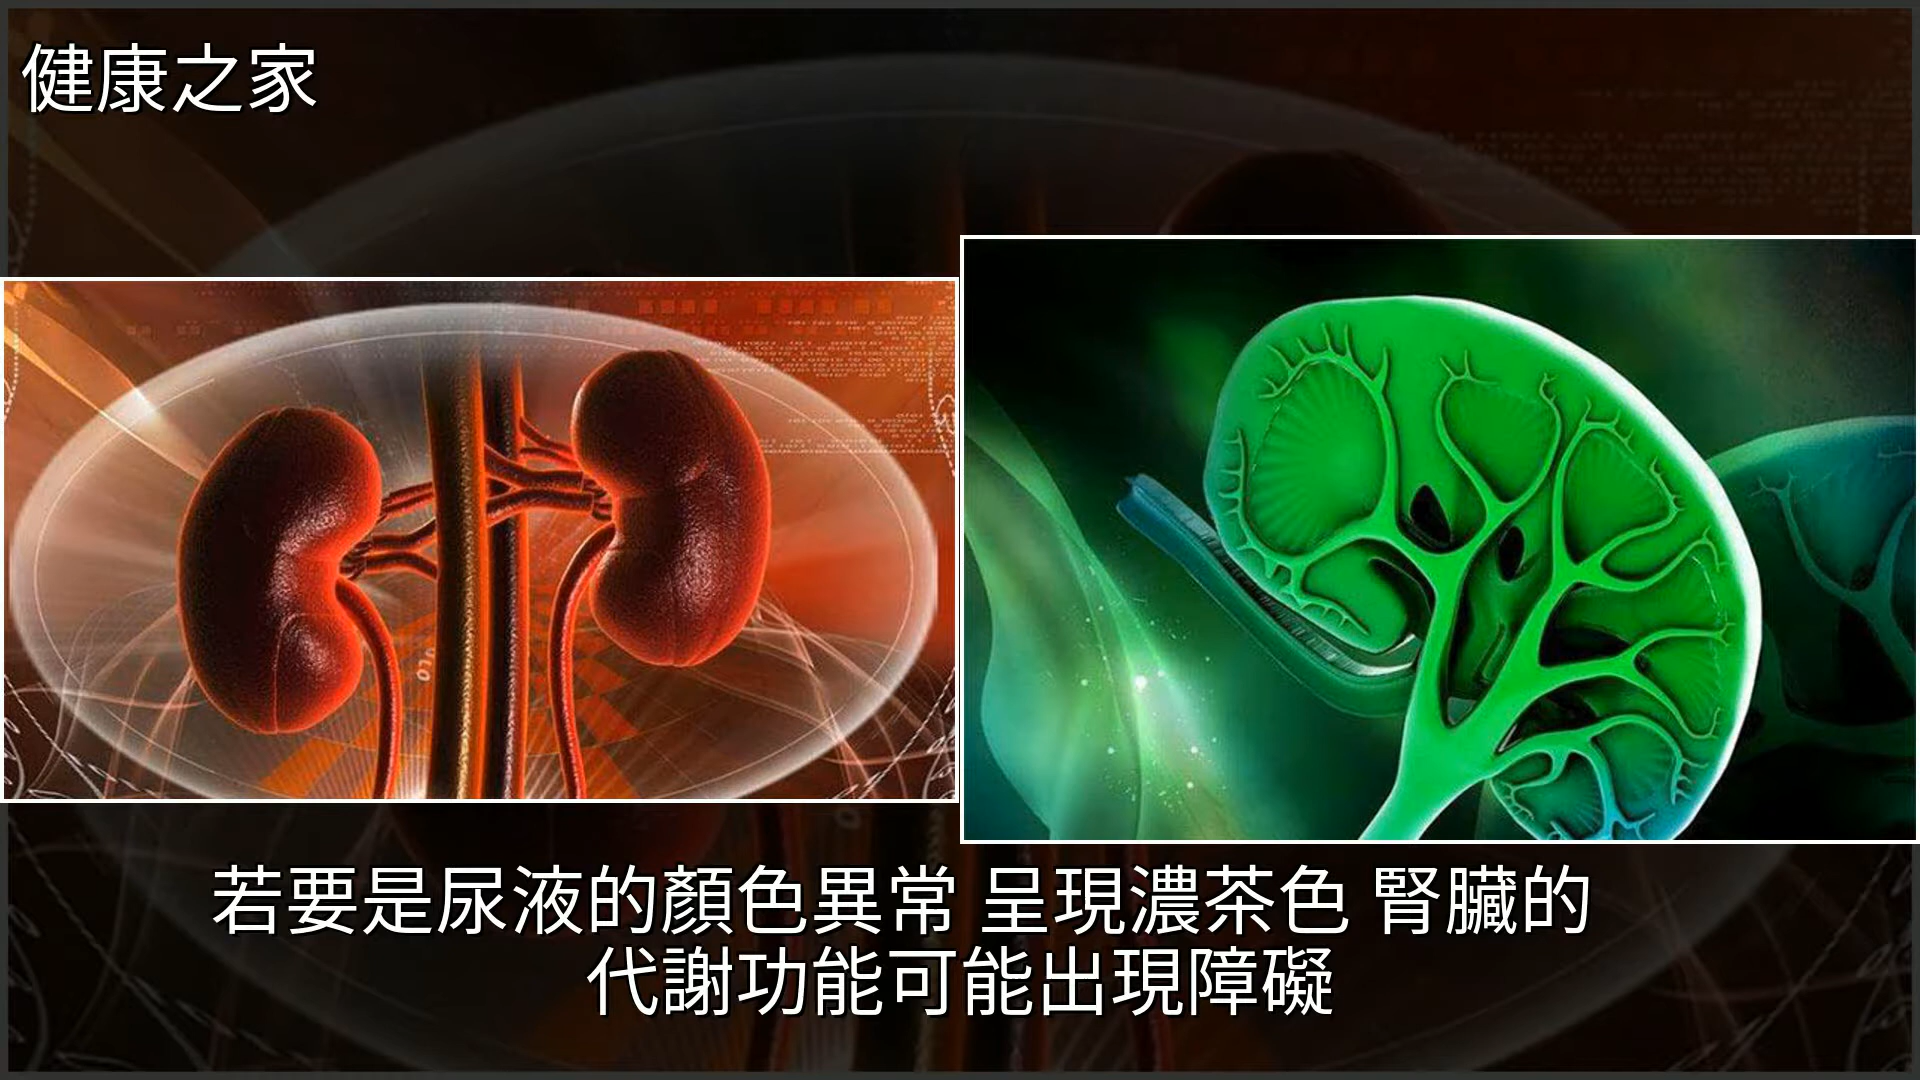 健康之家
若要是尿液的顏色異常 呈現濃茶色 腎臟的
代謝功能可能出現障礙